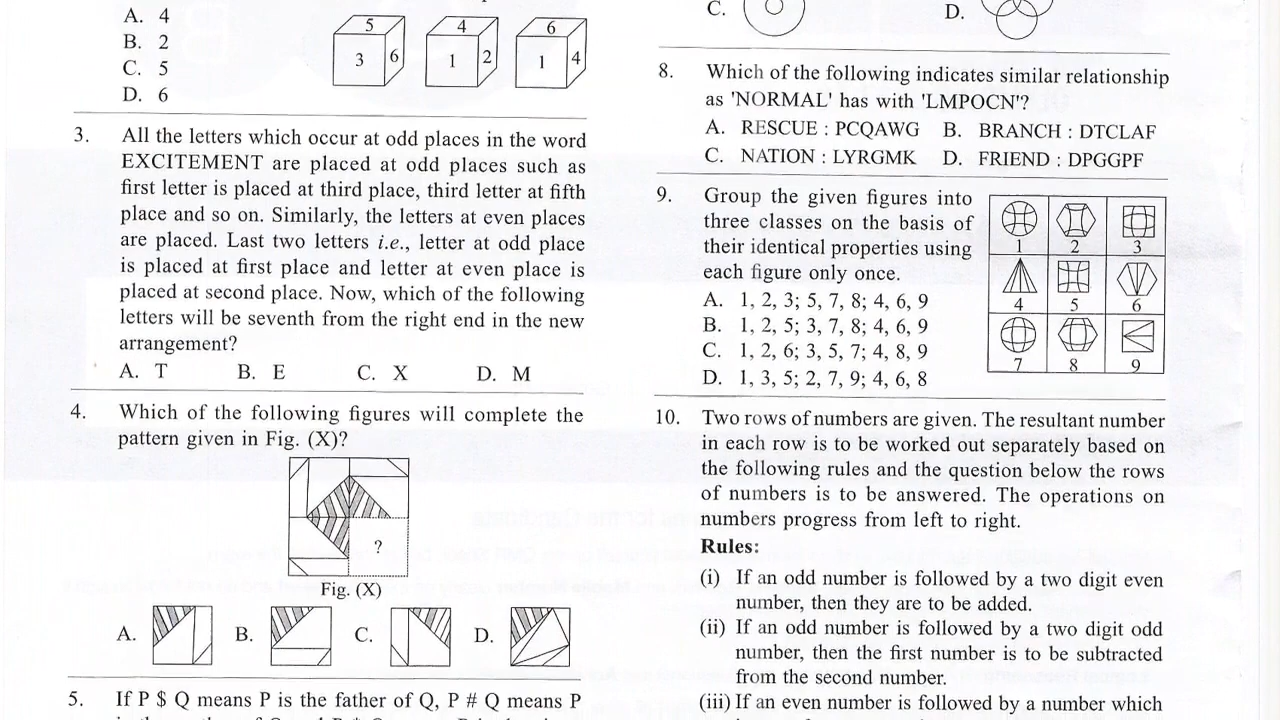 A. 4
B. 2
C. 5
D. 6
5
3 6
4
1 2
6
1 4
3. All the letters which occur at odd places in the word
EXCITEMENT are placed at odd places such as
first letter is placed at third place, third letter at fifth
place and so on. Similarly, the letters at even places
are placed. Last two letters i.e., letter at odd place
is placed at first place and letter at even place is
placed at second place. Now, which of the following
letters will be seventh from the right end in the new
arrangement?
A. T B. E C. X D. M
4. Which of the following figures will complete the
pattern given in Fig. (X)?
?
Fig. (X)
A. B. C. D.
5. If P $ Q means P is the father of Q, P # Q means P
C. D.
8. Which of the following indicates similar relationship
as 'NORMAL' has with 'LMPOCN'?
A. RESCUE : PCQAWG B. BRANCH : DTCLAF
C. NATION : LYRGMK D. FRIEND : DPGGPF
9. Group the given figures into
three classes on the basis of
their identical properties using
each figure only once.
1 2 3
4 5 6
7 8 9
A. 1, 2, 3; 5, 7, 8; 4, 6, 9
B. 1, 2, 5; 3, 7, 8; 4, 6, 9
C. 1, 2, 6; 3, 5, 7; 4, 8, 9
D. 1, 3, 5; 2, 7, 9; 4, 6, 8
10. Two rows of numbers are given. The resultant number
in each row is to be worked out separately based on
the following rules and the question below the rows
of numbers is to be answered. The operations on
numbers progress from left to right.
Rules:
(i) If an odd number is followed by a two digit even
number, then they are to be added.
(ii) If an odd number is followed by a two digit odd
number, then the first number is to be subtracted
from the second number.
(iii) If an even number is followed by a number which